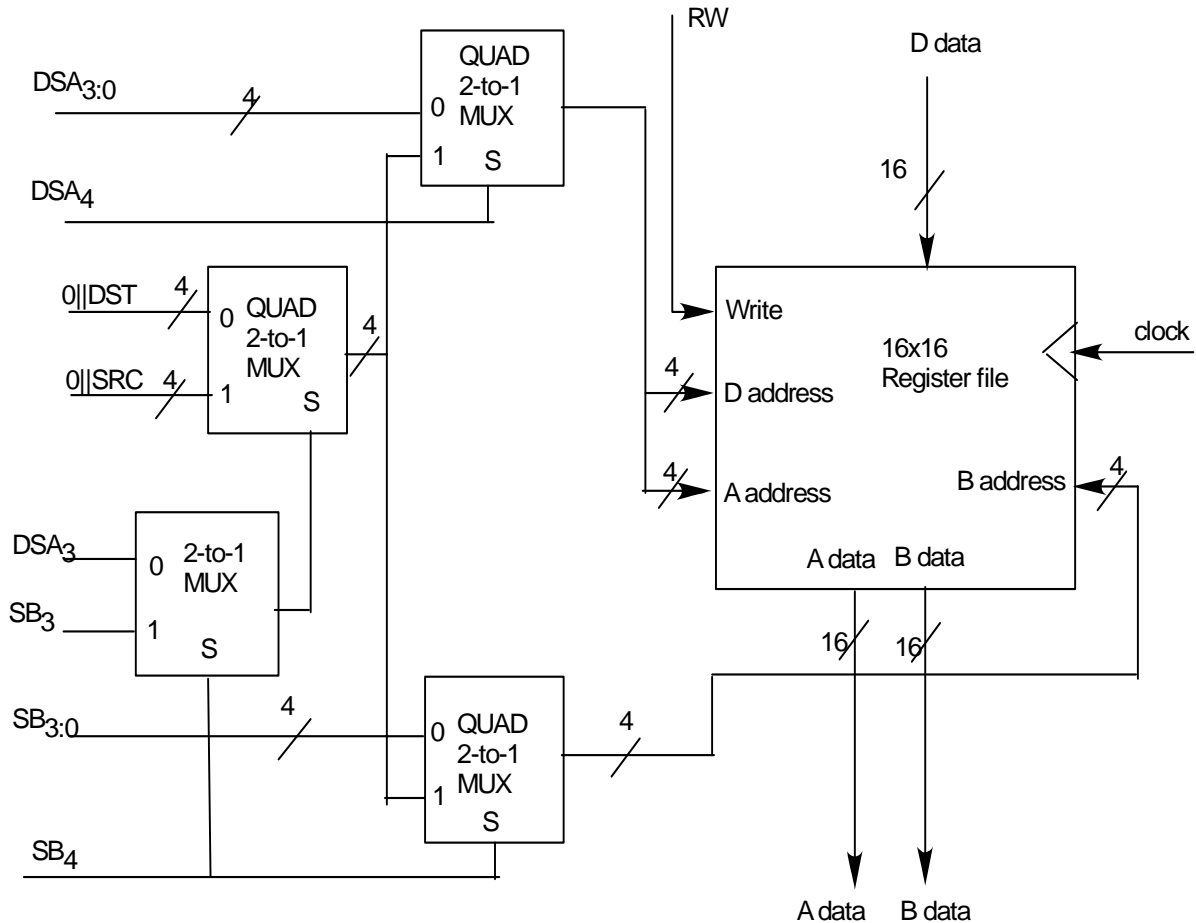 RW
D data
QUAD
2-to-1
MUX
0
1
S
DSA3:0
4
DSA4
16
0||DST
4
0||SRC
4
QUAD
2-to-1
MUX
0
1
S
4
Write
16x16
Register file
clock
4
D address
4
A address
B address
4
A data
B data
DSA3
SB3
2-to-1
MUX
0
1
S
16
16
SB3:0
4
QUAD
2-to-1
MUX
0
1
S
4
SB4
A data
B data